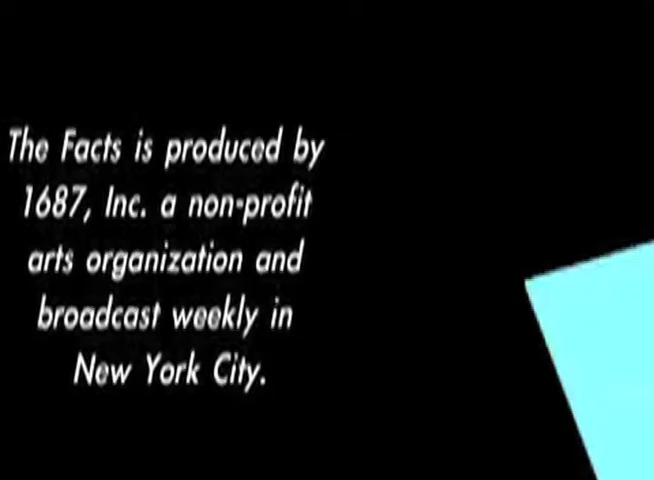 The Facts is produced by
1687, Inc. a non-profit
arts organization and
broadcast weekly in
New York City.